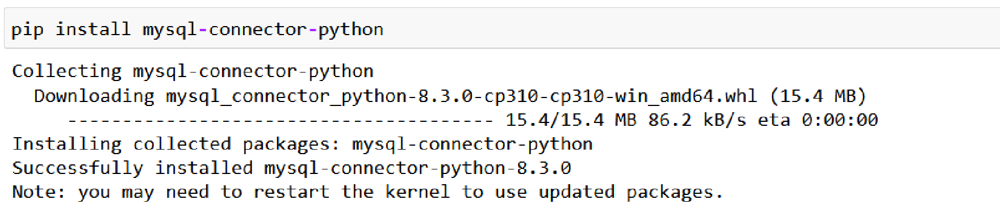 pip install mysql-connector-python
Collecting mysql-connector-python
  Downloading mysql_connector_python-8.3.0-cp310-cp310-win_amd64.whl (15.4 MB)
     --------------------------------------- 15.4/15.4 MB 86.2 kB/s eta 0:00:00
Installing collected packages: mysql-connector-python
Successfully installed mysql-connector-python-8.3.0
Note: you may need to restart the kernel to use updated packages.